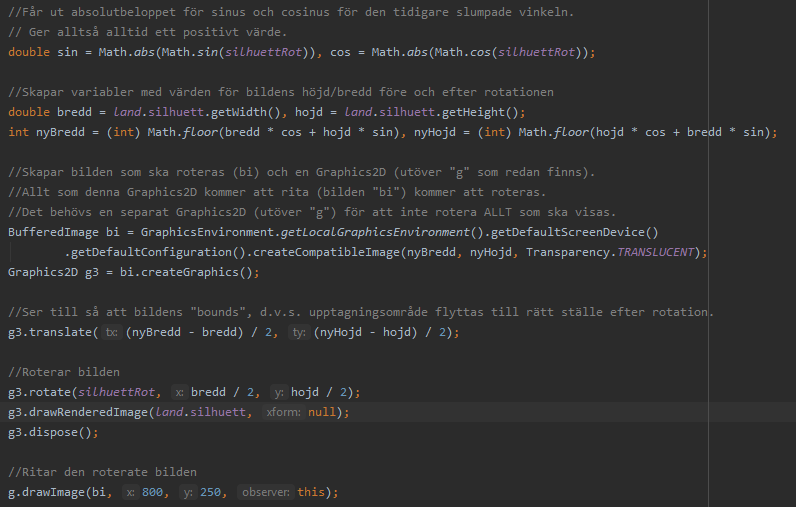 //Får ut absolutbeloppet för sinus och cosinus för den tidigare slumpade vinkeln.
// Ger alltså alltid ett positivt värde.
double sin = Math.abs(Math.sin(silhuettRot)), cos = Math.abs(Math.cos(silhuettRot));
//Skapar variabler med värden för bildens höjd/bredd före och efter rotationen
double bredd = land.silhuett.getWidth(), hojd = land.silhuett.getHeight();
int nyBredd = (int) Math.floor(bredd * cos + hojd * sin), nyHojd = (int) Math.floor(hojd * cos + bredd * sin);
//Skapar bilden som ska roteras (bi) och en Graphics2D (utöver "g" som redan finns).
//Allt som denna Graphics2D kommer att rita (bilden "bi") kommer att roteras.
//Det behövs en separat Graphics2D (utöver "g") för att inte rotera ALLT som ska visas.
BufferedImage bi = GraphicsEnvironment.getLocalGraphicsEnvironment().getDefaultScreenDevice()
.getDefaultConfiguration().createCompatibleImage(nyBredd, nyHojd, Transparency.TRANSLUCENT);
Graphics2D g3 = bi.createGraphics();
//Ser till så att bildens "bounds", d.v.s. upptagningsområde flyttas till rätt ställe efter rotation.
g3.translate( tx: (nyBredd - bredd) / 2, ty: (nyHojd - hojd) / 2);
//Roterar bilden
g3.rotate(silhuettRot, x: bredd / 2, y: hojd / 2);
g3.drawRenderedImage(land.silhuett, xform: null);
g3.dispose();
//Ritar den roterate bilden
g.drawImage(bi, x: 800, y: 250, observer: this);